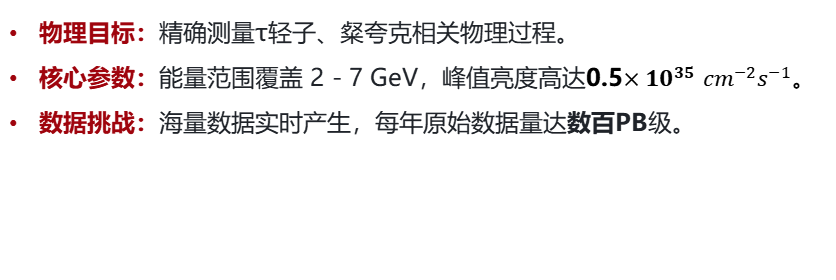 • 物理目标：精确测量τ轻子、粲夸克相关物理过程。
• 核心参数：能量范围覆盖 2 - 7 GeV，峰值亮度高达0.5× 10³⁵ cm⁻²s⁻¹。
• 数据挑战：海量数据实时产生，每年原始数据量达数百PB级。